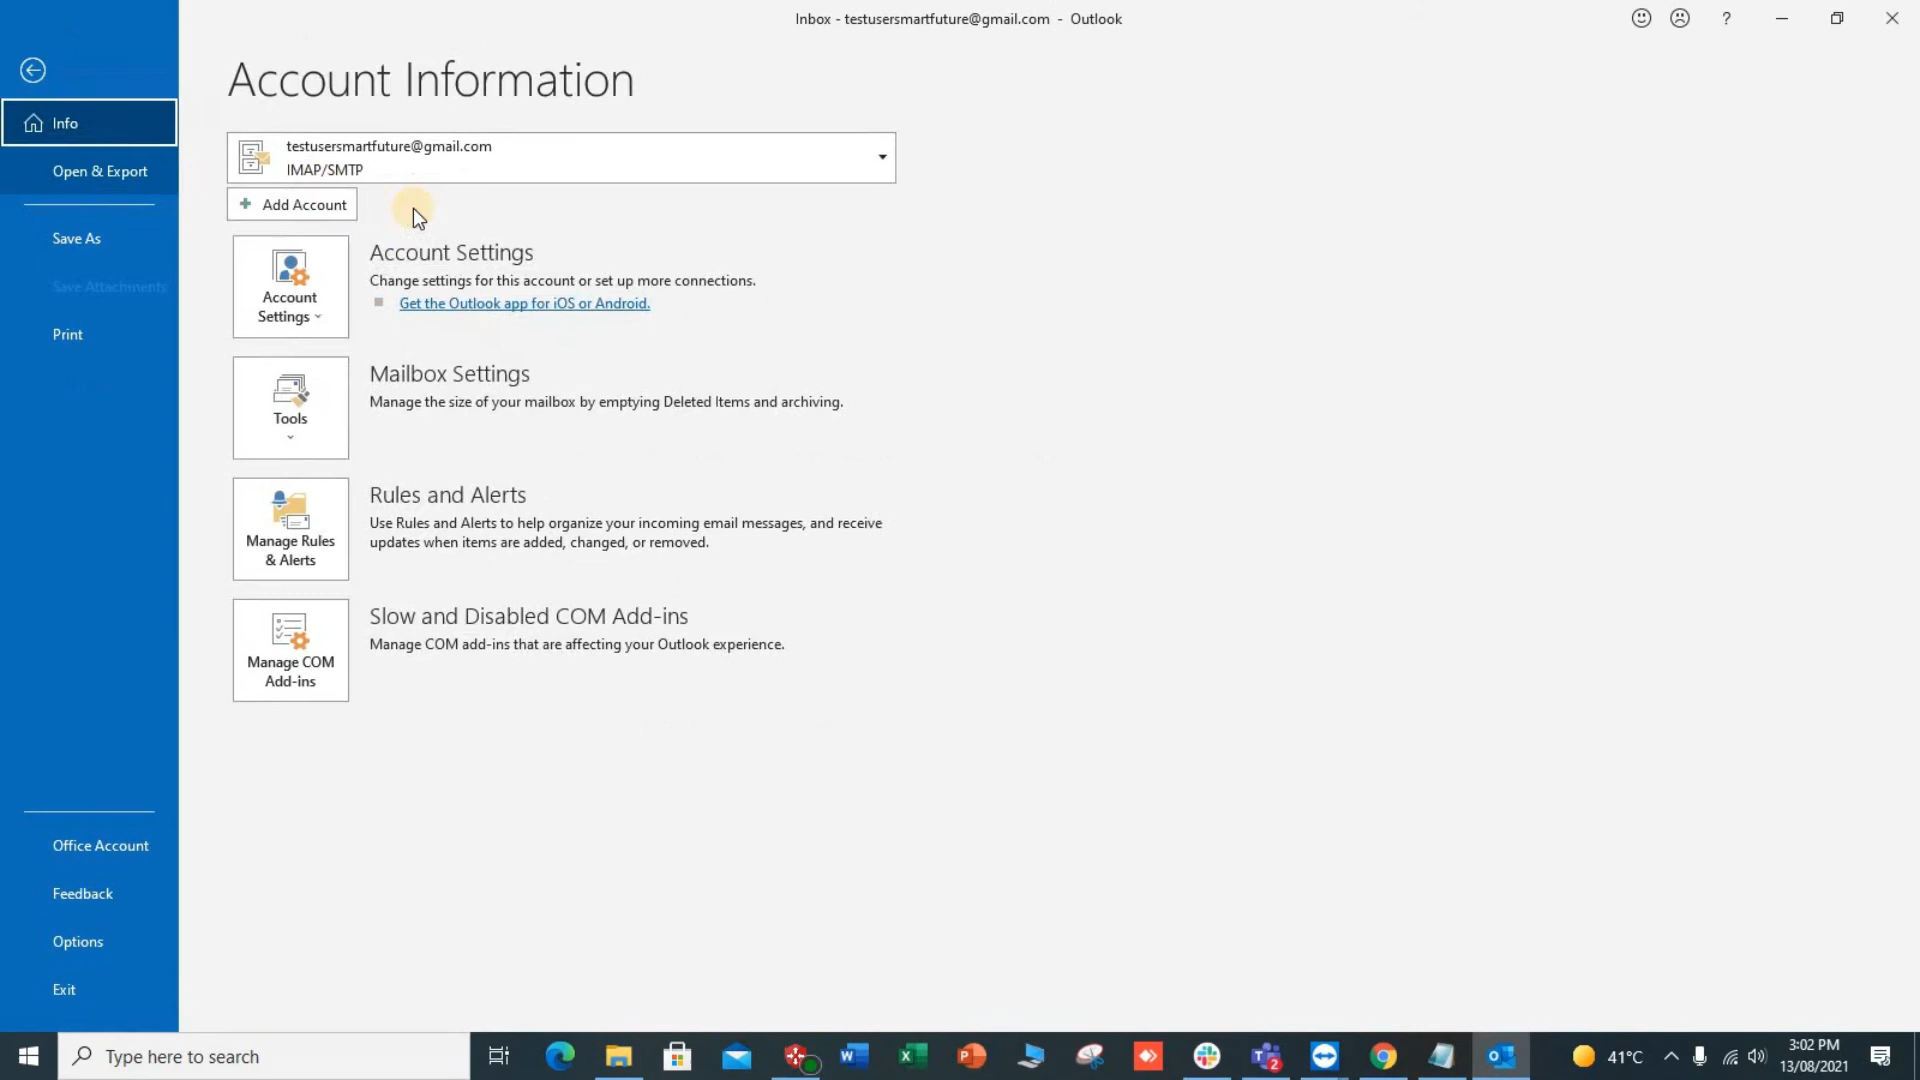 Inbox - testusersmartfuture@gmail.com - Outlook
?
Account Information
Info
Open & Export
Save As
Save Attachments
Print
Office Account
Feedback
Options
Exit
testusersmartfuture@gmail.com
IMAP/SMTP
Add Account
Account
Settings
Account Settings
Change settings for this account or set up more connections.
Get the Outlook app for iOS or Android.
Tools
Mailbox Settings
Manage the size of your mailbox by emptying Deleted Items and archiving.
Manage Rules
& Alerts
Rules and Alerts
Use Rules and Alerts to help organize your incoming email messages, and receive
updates when items are added, changed, or removed.
Manage COM
Add-ins
Slow and Disabled COM Add-ins
Manage COM add-ins that are affecting your Outlook experience.
Type here to search
41°C
3:02 PM
13/08/2021